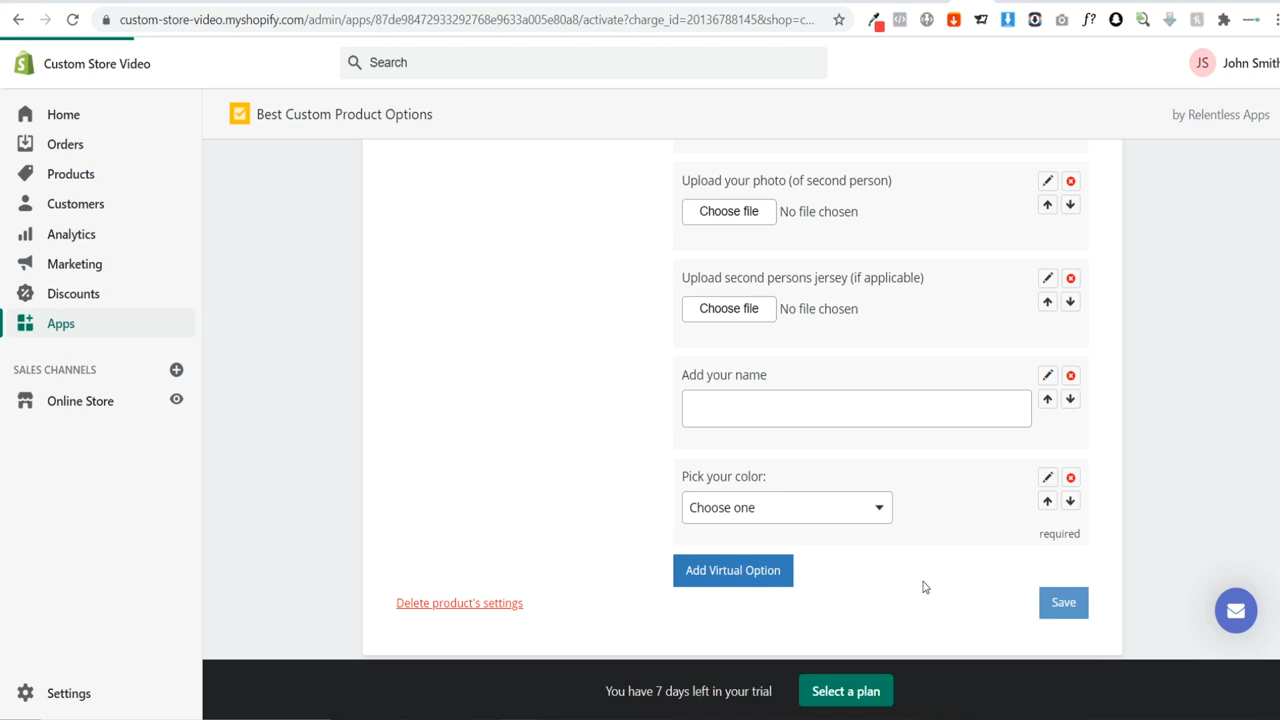 custom-store-video.myshopify.com/admin/apps/87de98472933292968e9633a005e80a8/activate?charge_id=20136788145&shop=c...
Custom Store Video
Search
JS
John Smith
Home
Orders
Products
Customers
Analytics
Marketing
Discounts
Apps
SALES CHANNELS
Online Store
Settings
Best Custom Product Options
by Relentless Apps
Upload your photo (of second person)
Choose file No file chosen
Upload second persons jersey (if applicable)
Choose file No file chosen
Add your name
Pick your color:
Choose one
required
Add Virtual Option
Delete product's settings
Save
You have 7 days left in your trial
Select a plan